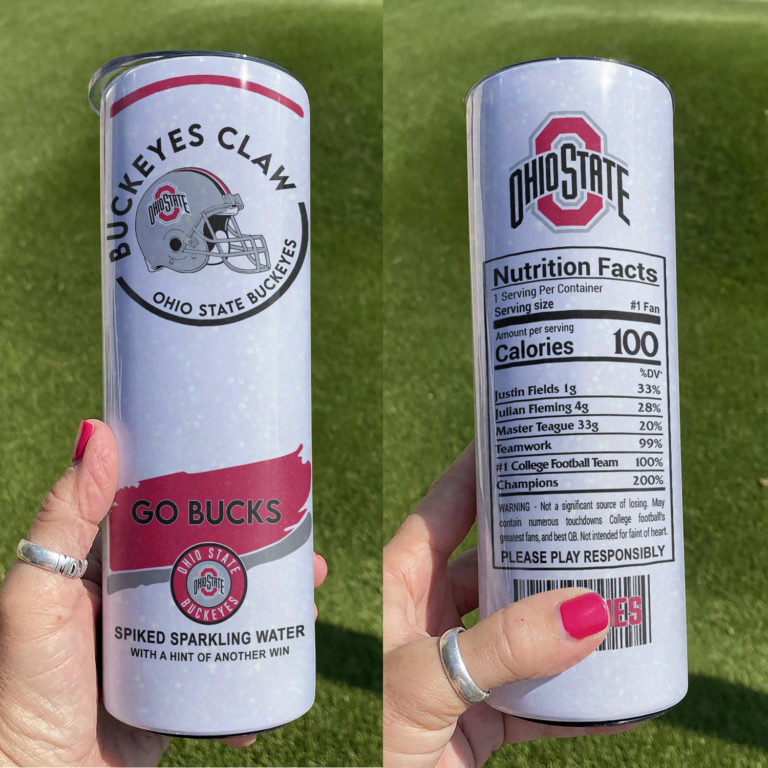 BUCKEYES CLAW
OHIO STATE
OHIO STATE BUCKEYES
GO BUCKS
OHIO STATE
OHIO STATE
BUCKEYES
SPIKED SPARKLING WATER
WITH A HINT OF ANOTHER WIN
OHIO STATE
Nutrition Facts
1 Serving Per Container
Serving size #1 Fan
Amount per serving
Calories 100
%DV*
Justin Fields 1g 33%
Julian Fleming 4g 28%
Master Teague 33g 20%
Teamwork 99%
#1 College Football Team 100%
Champions 200%
WARNING - Not a significant source of losing. May
contain numerous touchdowns College football's
greatest fans, and best QB. Not intended for faint of heart.
PLEASE PLAY RESPONSIBLY